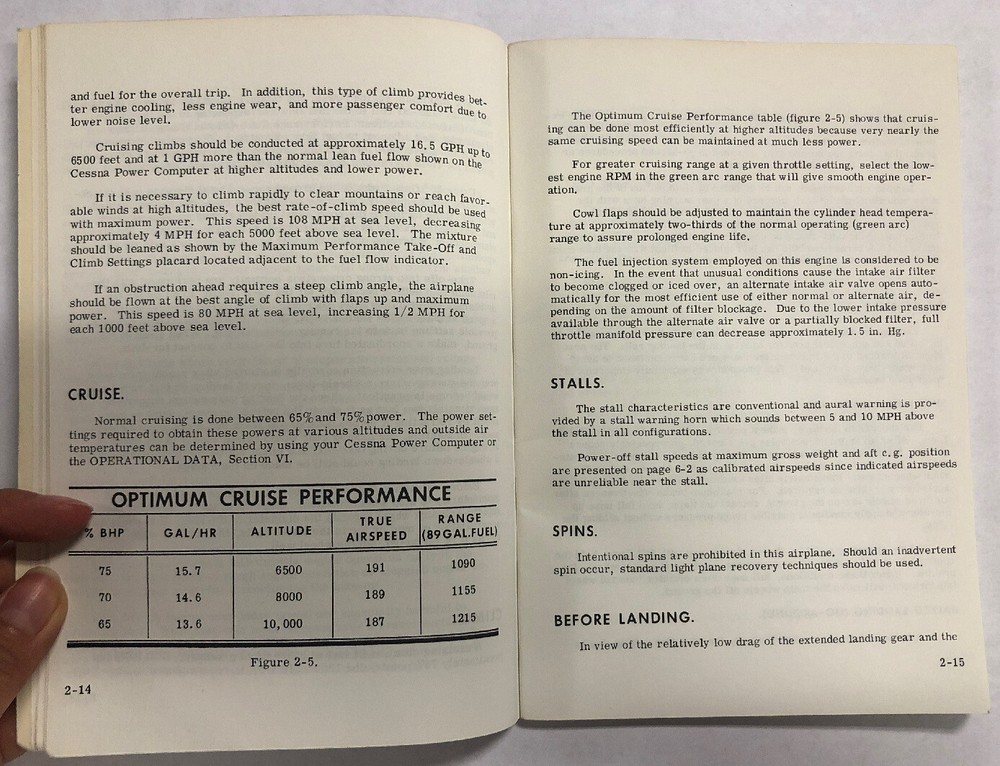 and fuel for the overall trip. In addition, this type of climb provides bet-
ter engine cooling, less engine wear, and more passenger comfort due to
lower noise level.
Cruising climbs should be conducted at approximately 16.5 GPH up to
6500 feet and at 1 GPH more than the normal lean fuel flow shown on the
Cessna Power Computer at higher altitudes and lower power.
If it is necessary to climb rapidly to clear mountains or reach favor-
able winds at high altitudes, the best rate-of-climb speed should be used
with maximum power. This speed is 108 MPH at sea level, decreasing
approximately 4 MPH for each 5000 feet above sea level. The mixture
should be leaned as shown by the Maximum Performance Take-Off and
Climb Settings placard located adjacent to the fuel flow indicator.
If an obstruction ahead requires a steep climb angle, the airplane
should be flown at the best angle of climb with flaps up and maximum
power. This speed is 80 MPH at sea level, increasing 1/2 MPH for
each 1000 feet above sea level.
CRUISE.
Normal cruising is done between 65% and 75% power. The power set-
tings required to obtain these powers at various altitudes and outside air
temperatures can be determined by using your Cessna Power Computer or
the OPERATIONAL DATA, Section VI.
OPTIMUM CRUISE PERFORMANCE
% BHP GAL/HR ALTITUDE TRUE AIRSPEED RANGE (89 GAL.FUEL)
75 15.7 6500 191 1090
70 14.6 8000 189 1155
65 13.6 10,000 187 1215
Figure 2-5.
2-14
The Optimum Cruise Performance table (figure 2-5) shows that cruis-
ing can be done most efficiently at higher altitudes because very nearly the
same cruising speed can be maintained at much less power.
For greater cruising range at a given throttle setting, select the low-
est engine RPM in the green arc range that will give smooth engine oper-
ation.
Cowl flaps should be adjusted to maintain the cylinder head tempera-
ture at approximately two-thirds of the normal operating (green arc)
range to assure prolonged engine life.
The fuel injection system employed on this engine is considered to be
non-icing. In the event that unusual conditions cause the intake air filter
to become clogged or iced over, an alternate intake air valve opens auto-
matically for the most efficient use of either normal or alternate air, de-
pending on the amount of filter blockage. Due to the lower intake pressure
available through the alternate air valve or a partially blocked filter, full
throttle manifold pressure can decrease approximately 1.5 in. Hg.
STALLS.
The stall characteristics are conventional and aural warning is pro-
vided by a stall warning horn which sounds between 5 and 10 MPH above
the stall in all configurations.
Power-off stall speeds at maximum gross weight and aft c.g. position
are presented on page 6-2 as calibrated airspeeds since indicated airspeeds
are unreliable near the stall.
SPINS.
Intentional spins are prohibited in this airplane. Should an inadvertent
spin occur, standard light plane recovery techniques should be used.
BEFORE LANDING.
In view of the relatively low drag of the extended landing gear and the
2-15